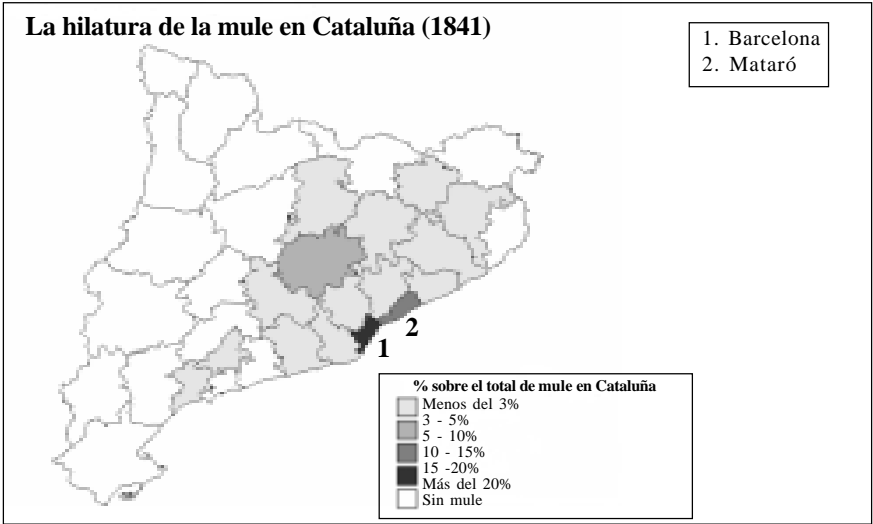 La hilatura de la mule en Cataluña (1841)
1. Barcelona
2. Mataró
2
1
% sobre el total de mule en Cataluña
Menos del 3%
3 - 5%
5 - 10%
10 - 15%
15 -20%
Más del 20%
Sin mule